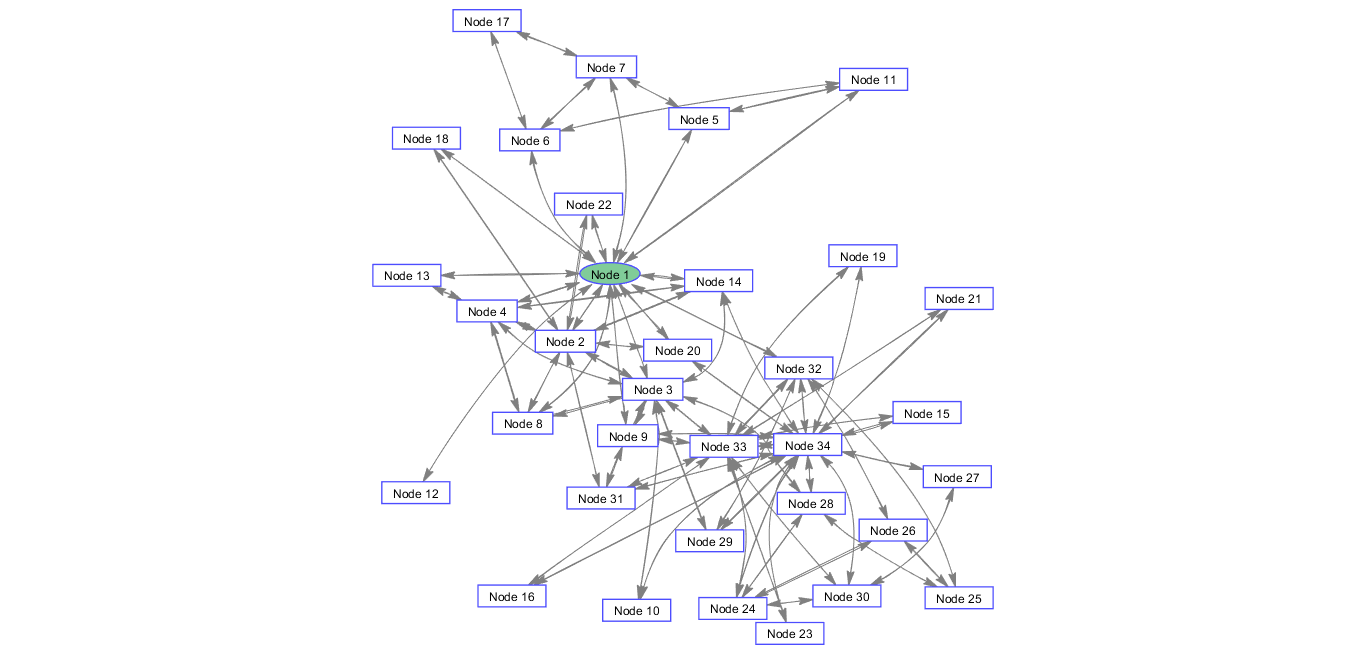 Node 17
Node 7
Node 11
Node 5
Node 6
Node 18
Node 22
Node 19
Node 13
Node 1
Node 14
Node 21
Node 4
Node 2
Node 20
Node 32
Node 3
Node 15
Node 8
Node 9
Node 33
Node 34
Node 27
Node 12
Node 31
Node 28
Node 26
Node 29
Node 16
Node 30
Node 25
Node 10
Node 24
Node 23